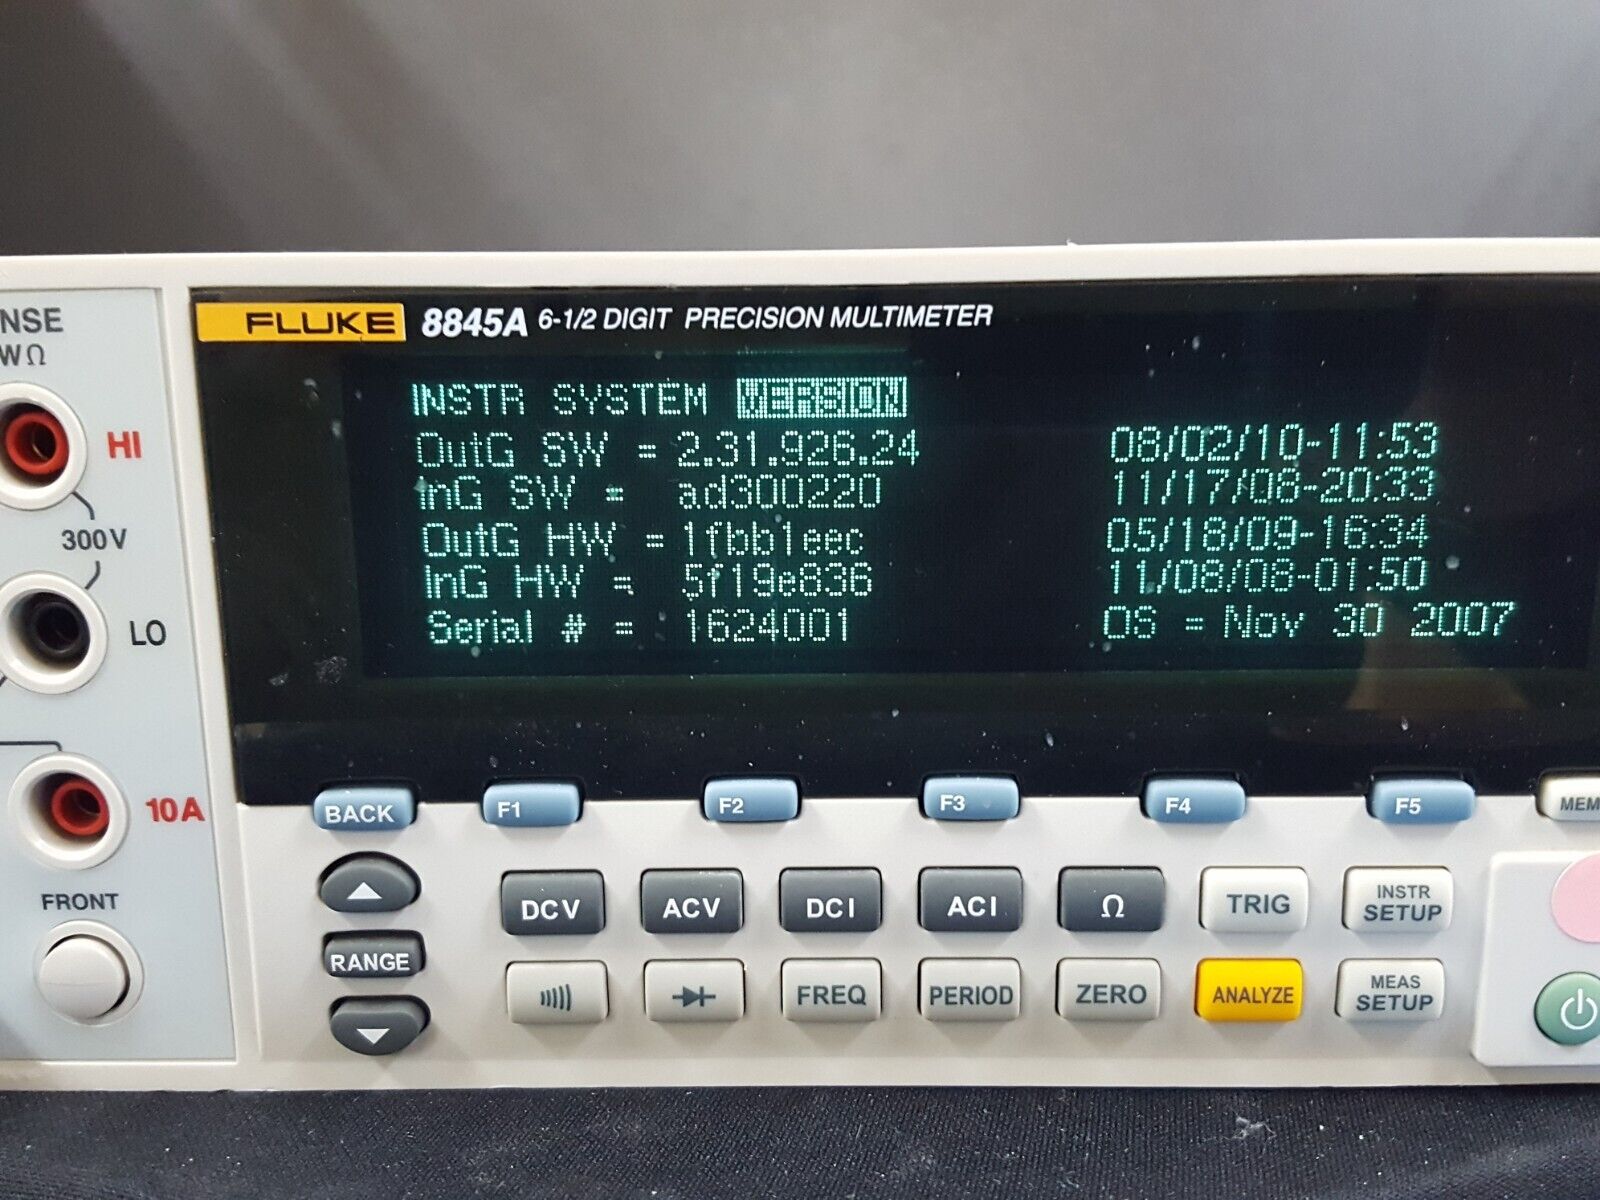 NSE
WΩ
HI
300V
LO
10A
FRONT
FLUKE 8845A 6-1/2 DIGIT PRECISION MULTIMETER
INSTR SYSTEM VERSION
OutG SW = 2.31.926.24 08/02/10-11:53
InG SW = ad300220 11/17/08-20:33
OutG HW = 1fbb1eec 05/18/09-16:34
InG HW = 5f19e836 11/08/08-01:50
Serial # = 1624001 OS = Nov 30 2007
BACK F1 F2 F3 F4 F5 MEM
DCV ACV DCI ACI Ω TRIG INSTR SETUP
RANGE
FREQ PERIOD ZERO ANALYZE MEAS SETUP